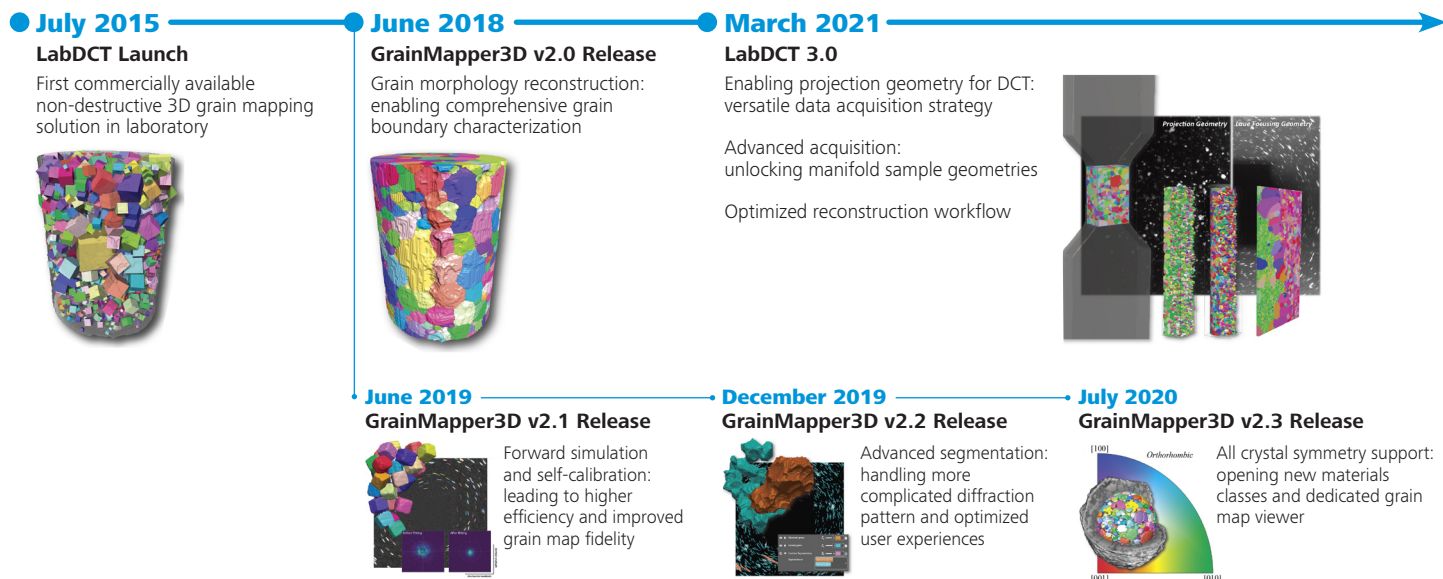 July 2015
LabDCT Launch
First commercially available
non-destructive 3D grain mapping
solution in laboratory
June 2018
GrainMapper3D v2.0 Release
Grain morphology reconstruction:
enabling comprehensive grain
boundary characterization
March 2021
LabDCT 3.0
Enabling projection geometry for DCT:
versatile data acquisition strategy
Advanced acquisition:
unlocking manifold sample geometries
Optimized reconstruction workflow
Projection Geometry
Laue Focusing Geometry
June 2019
GrainMapper3D v2.1 Release
Forward simulation
and self-calibration:
leading to higher
efficiency and improved
grain map fidelity
December 2019
GrainMapper3D v2.2 Release
Advanced segmentation:
handling more
complicated diffraction
pattern and optimized
user experiences
July 2020
GrainMapper3D v2.3 Release
[100]
Orthorhombic
[001]
[010]
All crystal symmetry support:
opening new materials
classes and dedicated grain
map viewer